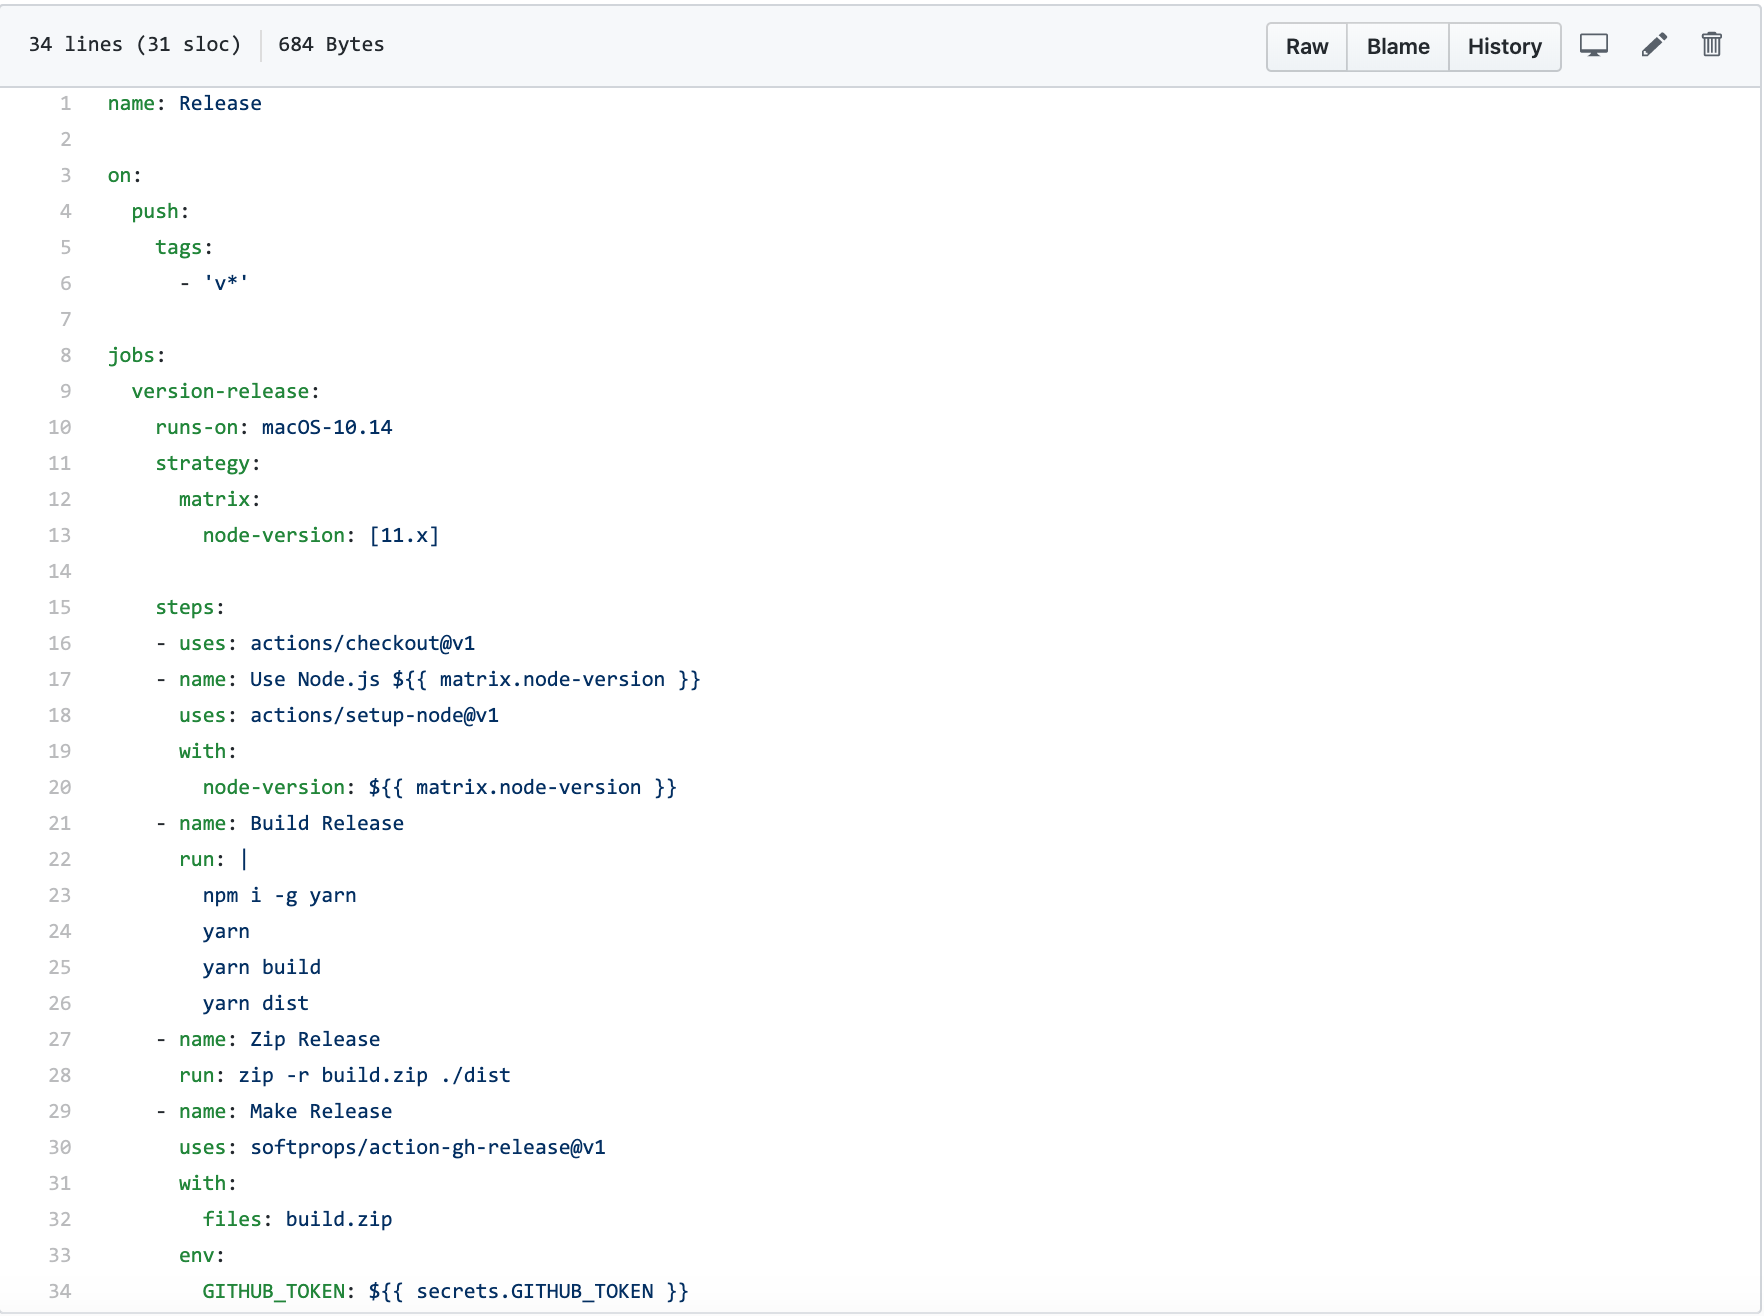 34 lines (31 sloc) 684 Bytes Raw Blame History
1 name: Release
2
3 on:
4   push:
5     tags:
6       - 'v*'
7
8 jobs:
9   version-release:
10     runs-on: macOS-10.14
11     strategy:
12       matrix:
13         node-version: [11.x]
14
15     steps:
16     - uses: actions/checkout@v1
17     - name: Use Node.js ${{ matrix.node-version }}
18       uses: actions/setup-node@v1
19       with:
20         node-version: ${{ matrix.node-version }}
21     - name: Build Release
22       run: |
23         npm i -g yarn
24         yarn
25         yarn build
26         yarn dist
27     - name: Zip Release
28       run: zip -r build.zip ./dist
29     - name: Make Release
30       uses: softprops/action-gh-release@v1
31       with:
32         files: build.zip
33       env:
34         GITHUB_TOKEN: ${{ secrets.GITHUB_TOKEN }}